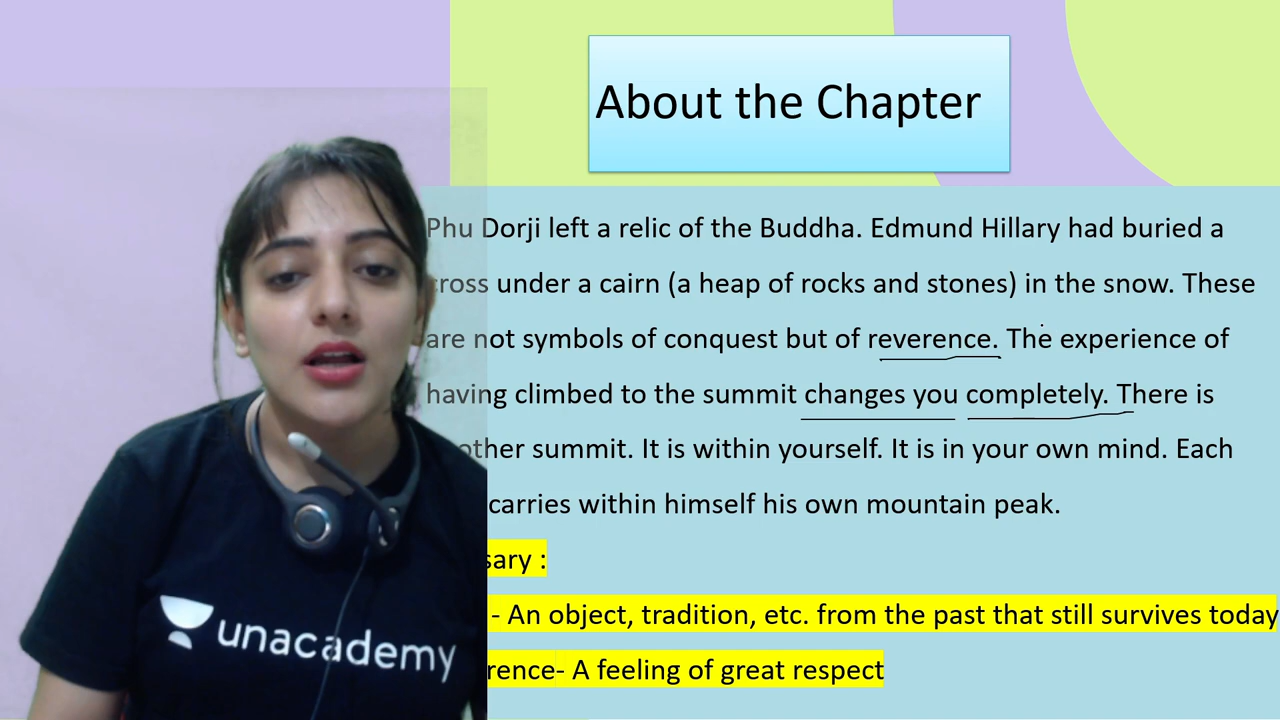 About the Chapter
Phu Dorji left a relic of the Buddha. Edmund Hillary had buried a
cross under a cairn (a heap of rocks and stones) in the snow. These
are not symbols of conquest but of reverence. The experience of
having climbed to the summit changes you completely. There is
other summit. It is within yourself. It is in your own mind. Each
carries within himself his own mountain peak.
sary :
- An object, tradition, etc. from the past that still survives today
rence- A feeling of great respect
unacademy